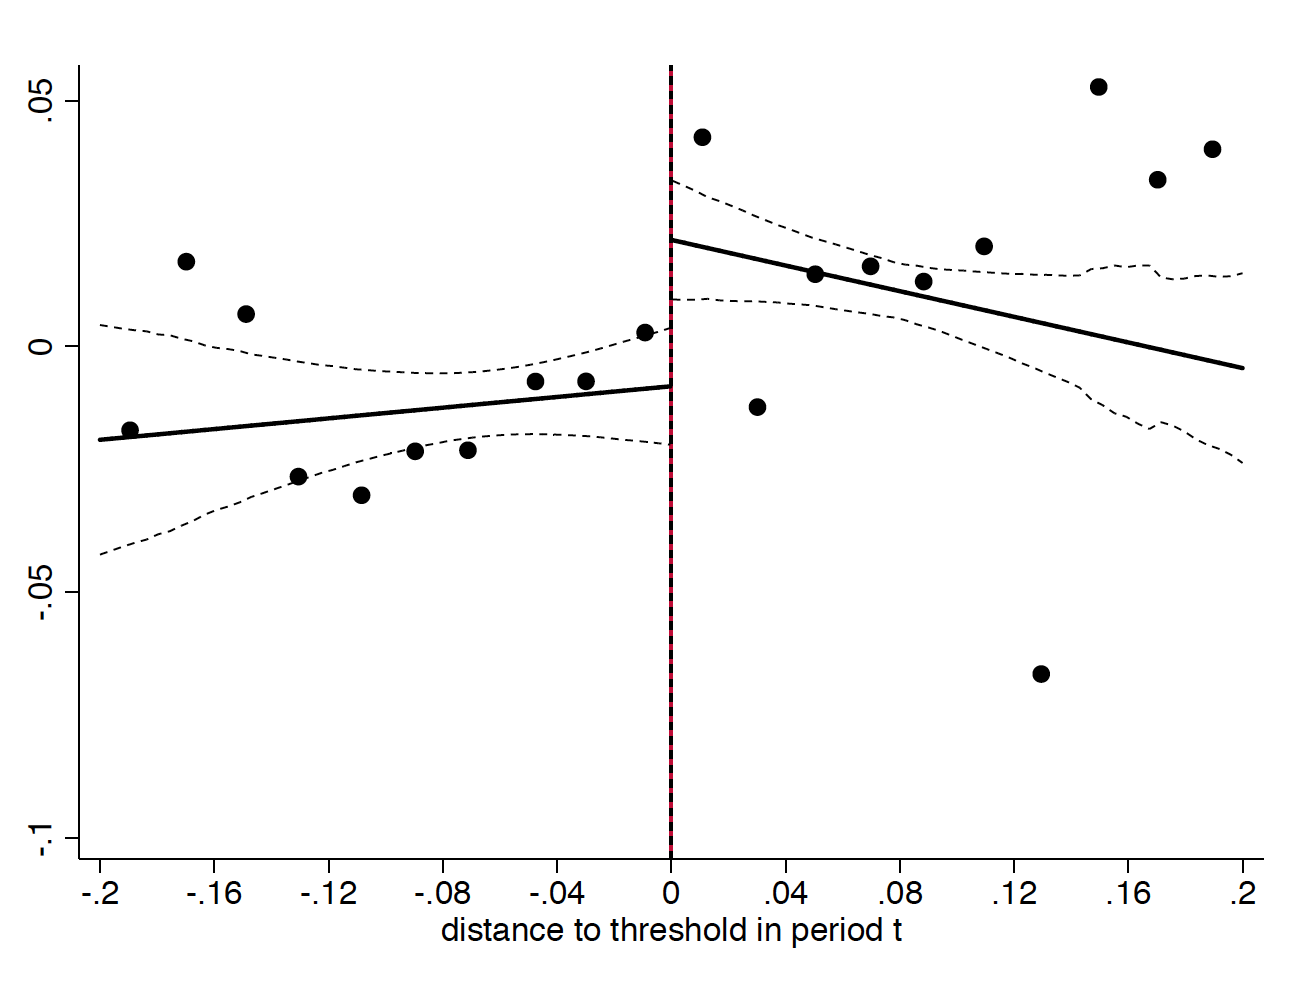 .05
0
-.05
-.1
-.2 -.16 -.12 -.08 -.04 0 .04 .08 .12 .16 .2
distance to threshold in period t